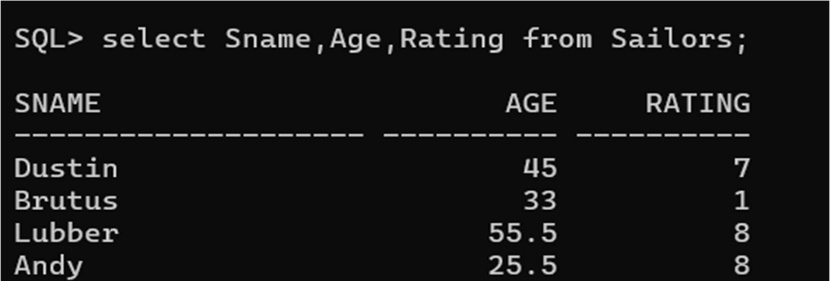 SQL> select Sname,Age,Rating from Sailors;
SNAME                       AGE     RATING
-------------------- ---------- ----------
Dustin                       45          7
Brutus                       33          1
Lubber                     55.5          8
Andy                       25.5          8